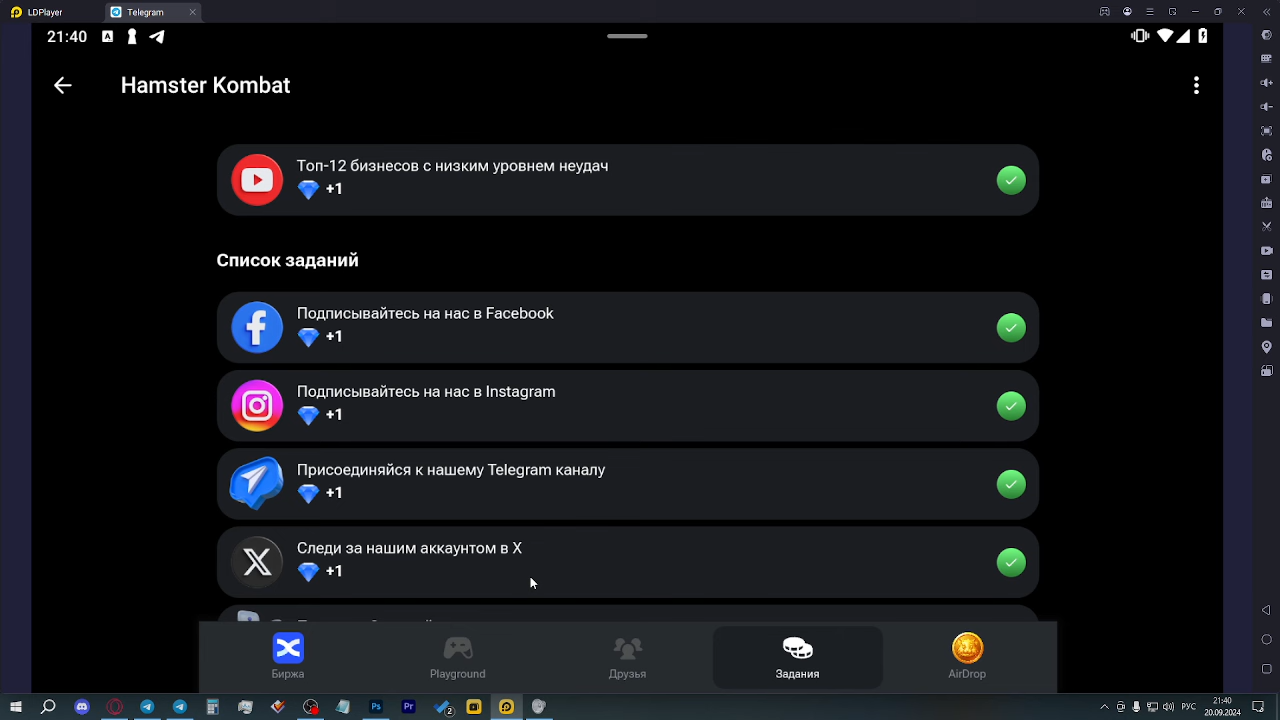 LDPlayer
Telegram
21:40
Hamster Kombat
Топ-12 бизнесов с низким уровнем неудач
+1
Список заданий
Подписывайтесь на нас в Facebook
+1
Подписывайтесь на нас в Instagram
+1
Присоединяйся к нашему Telegram каналу
+1
Следи за нашим аккаунтом в X
+1
Биржа
Playground
Друзья
Задания
AirDrop
РУС
21:40
20.09.2024